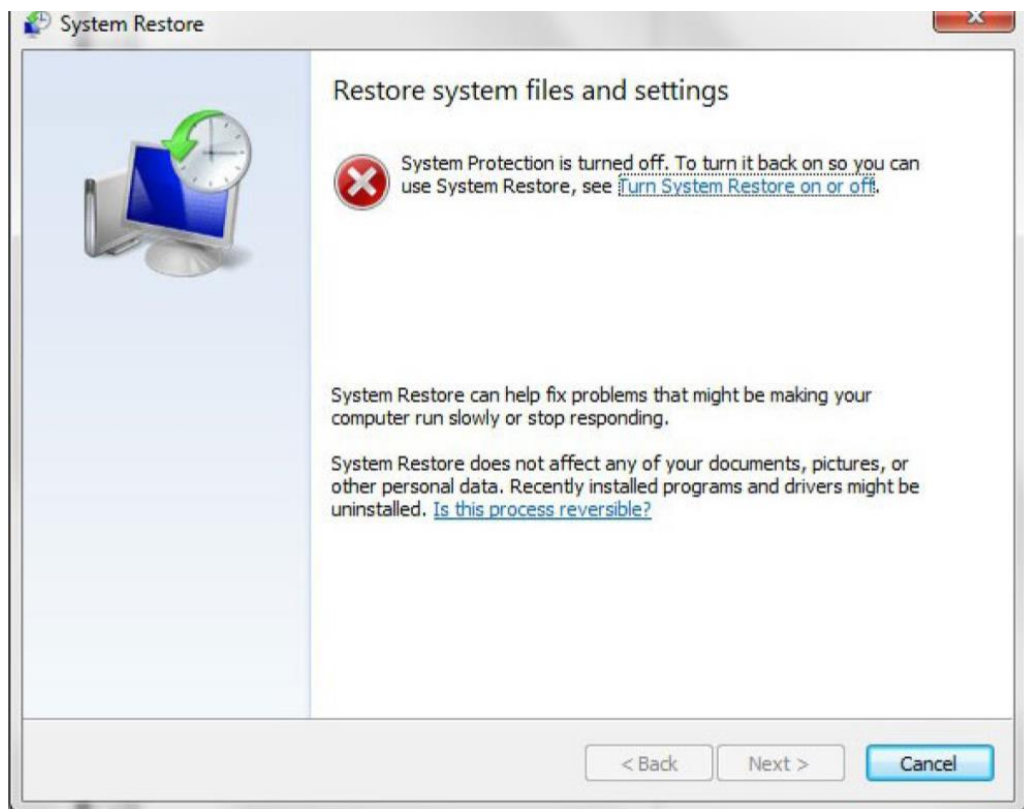 System Restore
Restore system files and settings
System Protection is turned off. To turn it back on so you can
use System Restore, see Turn System Restore on or off.
System Restore can help fix problems that might be making your
computer run slowly or stop responding.
System Restore does not affect any of your documents, pictures, or
other personal data. Recently installed programs and drivers might be
uninstalled. Is this process reversible?
< Back Next > Cancel